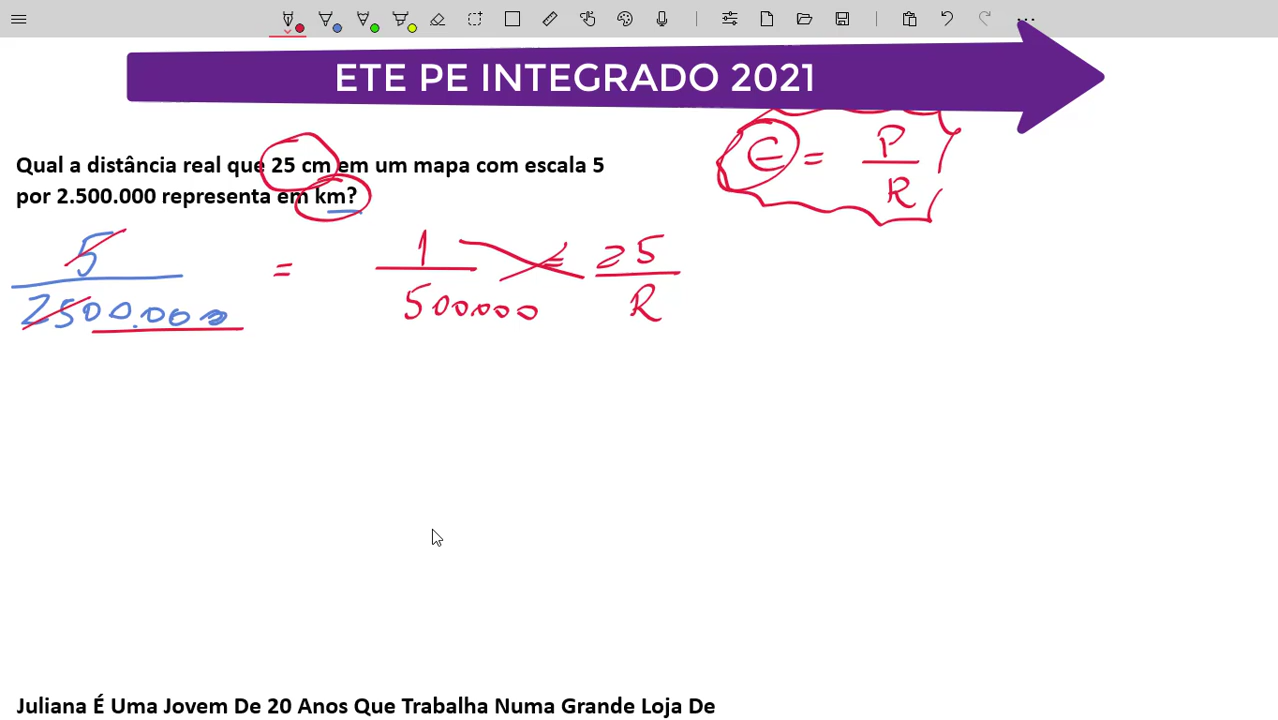 ETE PE INTEGRADO 2021
Qual a distância real que 25 cm em um mapa com escala 5
por 2.500.000 representa em km?
E = P
R
5
2500.000
=
1
500.000
=
25
R
Juliana É Uma Jovem De 20 Anos Que Trabalha Numa Grande Loja De